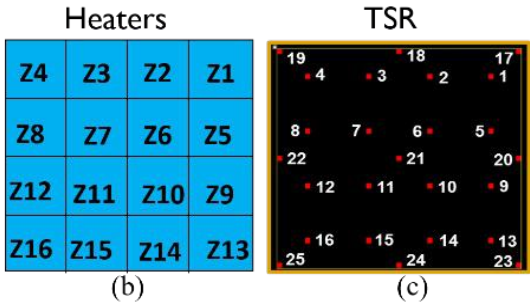 Heaters TSR
Z4 Z3 Z2 Z1
Z8 Z7 Z6 Z5
Z12 Z11 Z10 Z9
Z16 Z15 Z14 Z13
(b)
19 18 17
4 3 2 1
8 7 6 5
22 21 20
12 11 10 9
16 15 14 13
25 24 23
(c)